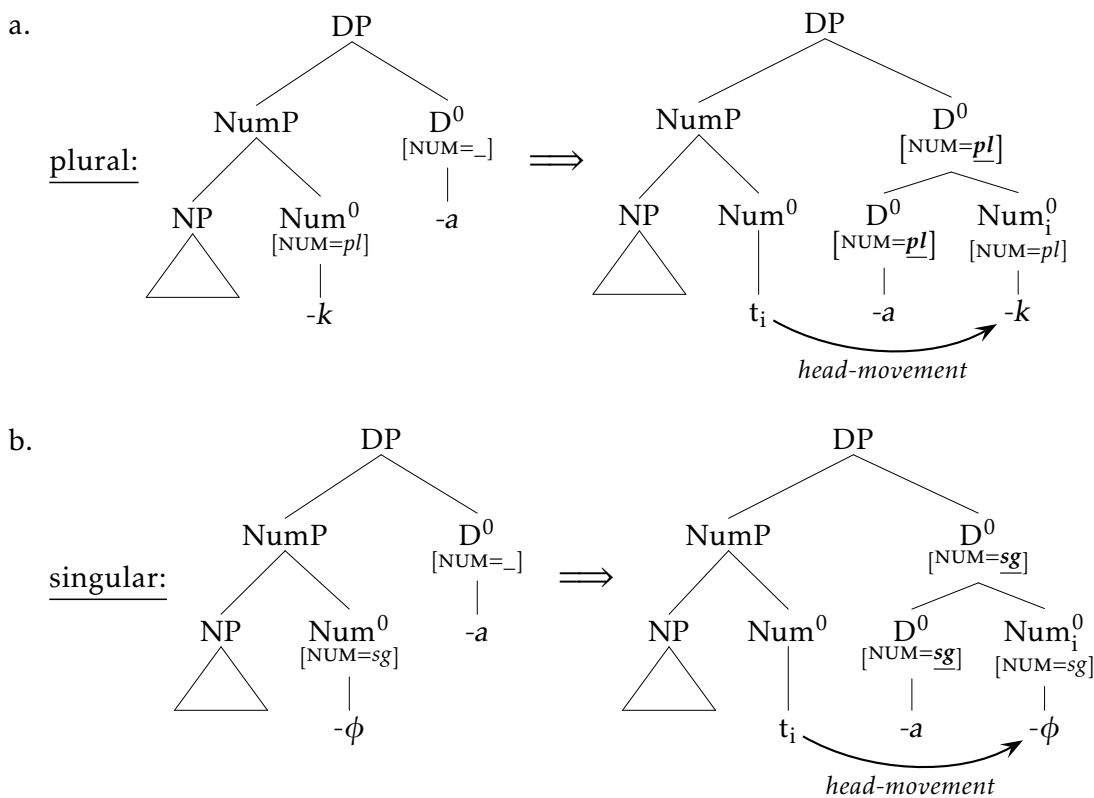 a.
DP DP
NumP D⁰ NumP D⁰
[NUM=_] [NUM=pl]
plural: ⟹
NP Num⁰ -a NP Num⁰ D⁰ Num⁰ᵢ
[NUM=pl] [NUM=pl] [NUM=pl]
-k tᵢ -a -k
head-movement
b.
DP DP
NumP D⁰ NumP D⁰
[NUM=_] [NUM=sg]
singular: ⟹
NP Num⁰ -a NP Num⁰ D⁰ Num⁰ᵢ
[NUM=sg] [NUM=sg] [NUM=sg]
-ϕ tᵢ -a -ϕ
head-movement